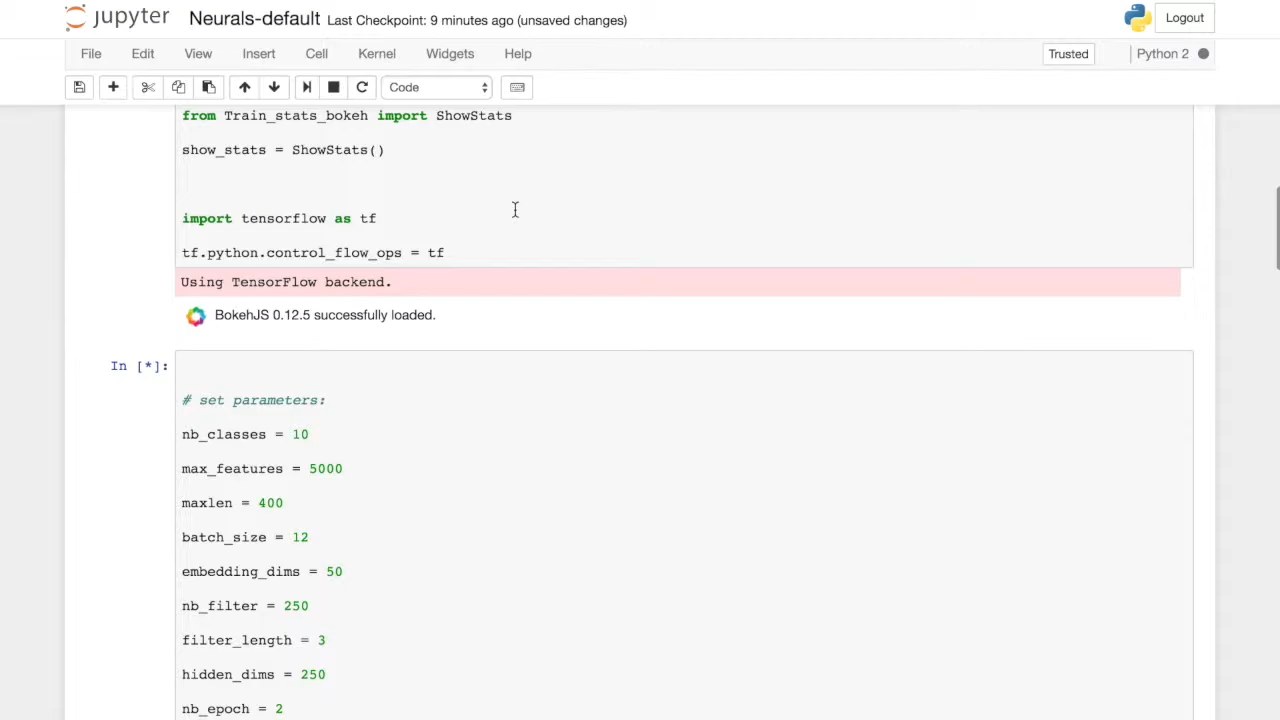 jupyter Neurals-default Last Checkpoint: 9 minutes ago (unsaved changes) Logout
File Edit View Insert Cell Kernel Widgets Help Trusted Python 2
Code
from Train_stats_bokeh import ShowStats
show_stats = ShowStats()
import tensorflow as tf
tf.python.control_flow_ops = tf
Using TensorFlow backend.
BokehJS 0.12.5 successfully loaded.
In [*]:
# set parameters:
nb_classes = 10
max_features = 5000
maxlen = 400
batch_size = 12
embedding_dims = 50
nb_filter = 250
filter_length = 3
hidden_dims = 250
nb_epoch = 2